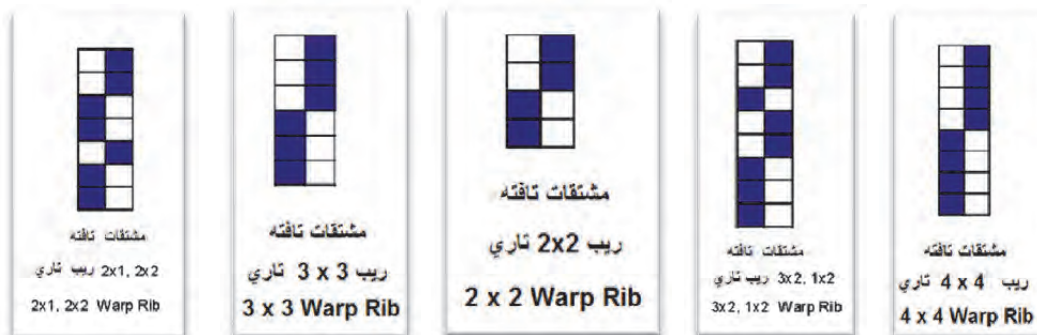 مشتقات تافته
2x1, 2x2 ريب تاري
2x1, 2x2 Warp Rib
مشتقات تافته
ريب 3 x 3 تاري
3 x 3 Warp Rib
مشتقات تافته
ريب 2x2 تاري
2 x 2 Warp Rib
مشتقات تافته
3x2, 1x2 ريب تاري
3x2, 1x2 Warp Rib
مشتقات تافته
ريب 4 x 4 تاري
4 x 4 Warp Rib